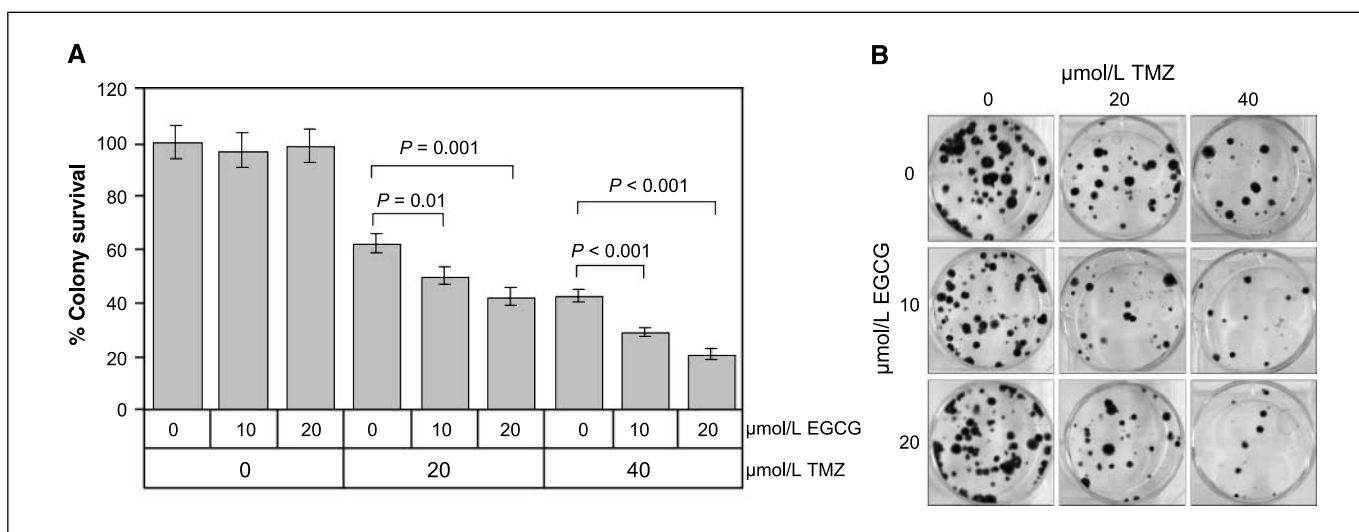 A
B
µmol/L TMZ
0 20 40
120
100
80
60
40
20
0
% Colony survival
P = 0.001
P = 0.01
P < 0.001
P < 0.001
0 10 20 0 10 20 0 10 20 µmol/L EGCG
0 20 40 µmol/L TMZ
µmol/L EGCG
0
10
20